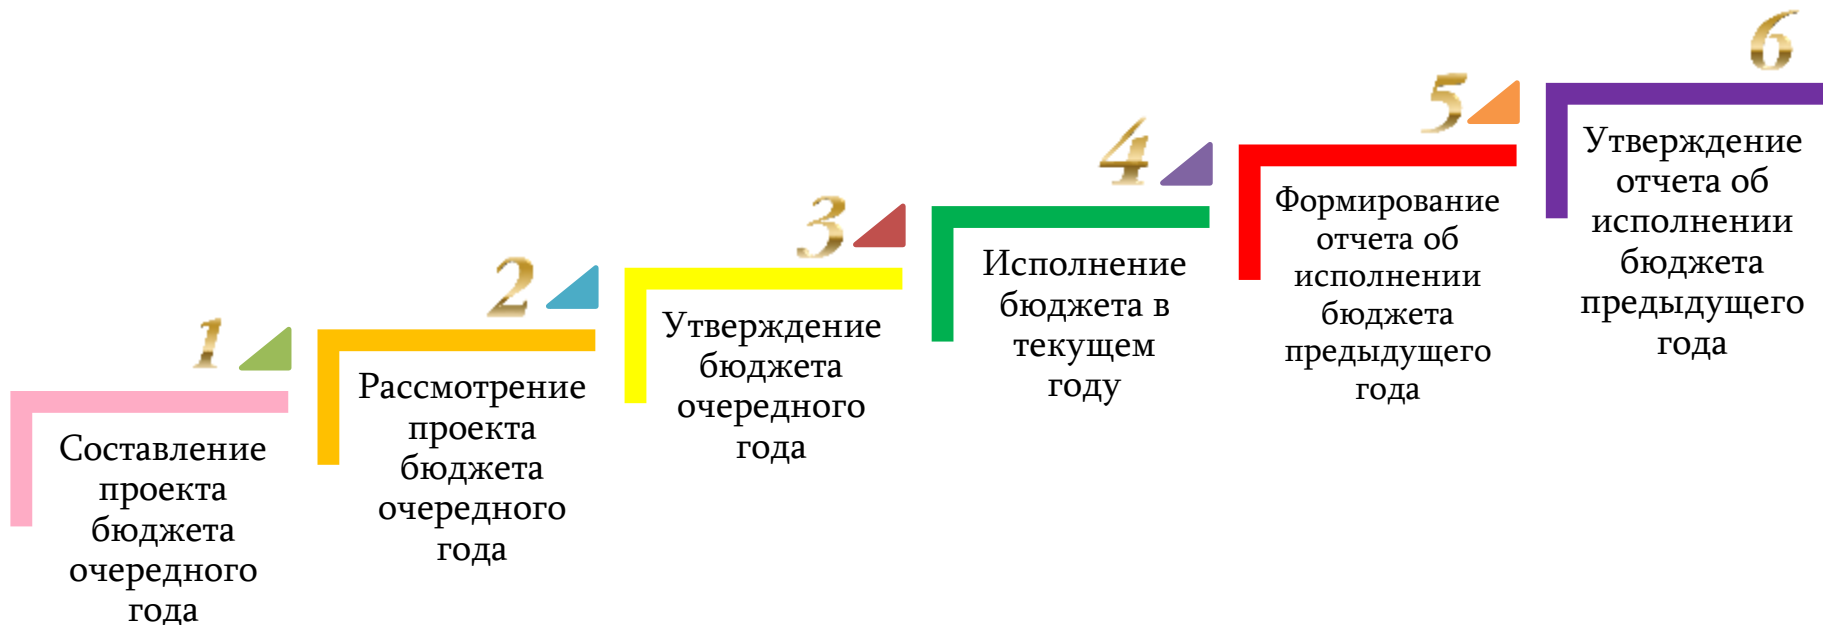 1
Составление
проекта
бюджета
очередного
года
2
Рассмотрение
проекта
бюджета
очередного
года
3
Утверждение
бюджета
очередного
года
4
Исполнение
бюджета в
текущем
году
5
Формирование
отчета об
исполнении
бюджета
предыдущего
года
6
Утверждение
отчета об
исполнении
бюджета
предыдущего
года